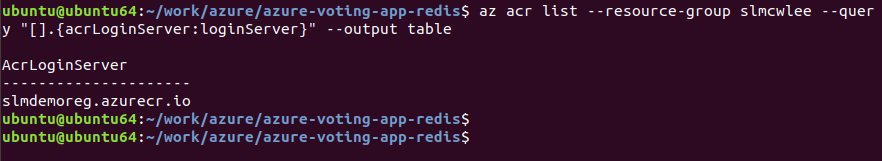 ubuntu@ubuntu64:~/work/azure/azure-voting-app-redis$ az acr list --resource-group slmcwlee --quer
y "[].{acrLoginServer:loginServer}" --output table
AcrLoginServer
--------------------
slmdemoreg.azurecr.io
ubuntu@ubuntu64:~/work/azure/azure-voting-app-redis$
ubuntu@ubuntu64:~/work/azure/azure-voting-app-redis$